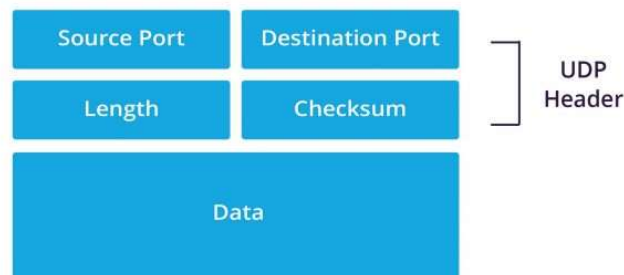 Source Port
Destination Port
Length
Checksum
UDP
Header
Data